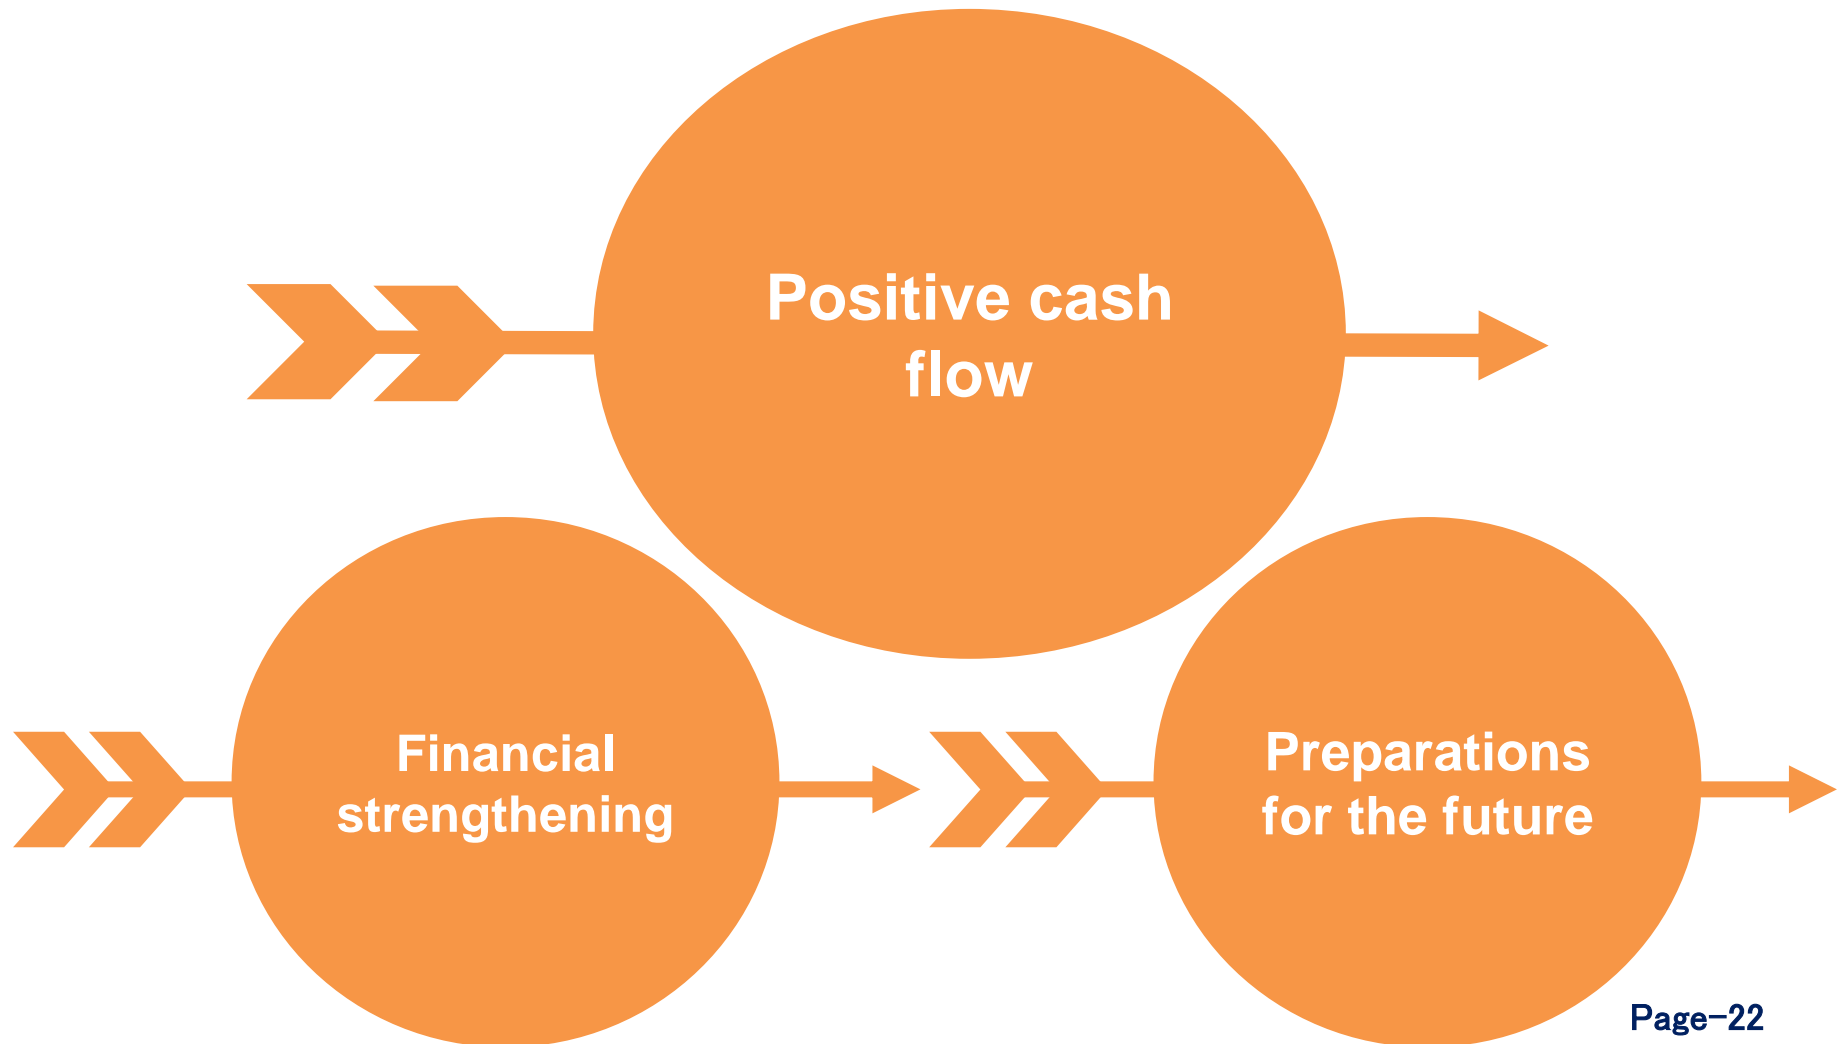 Positive cash
flow
Financial
strengthening
Preparations
for the future
Page-22